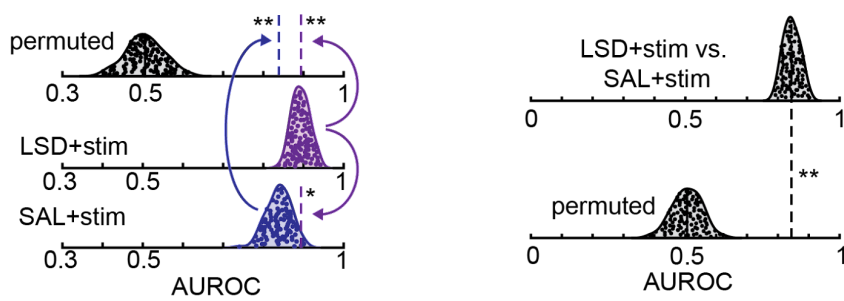 ** **
permuted
0.3 0.5 1
LSD+stim
0.3 0.5 1
*
SAL+stim
0.3 0.5 1
AUROC
LSD+stim vs.
SAL+stim
0 0.5 1
**
permuted
0 0.5 1
AUROC